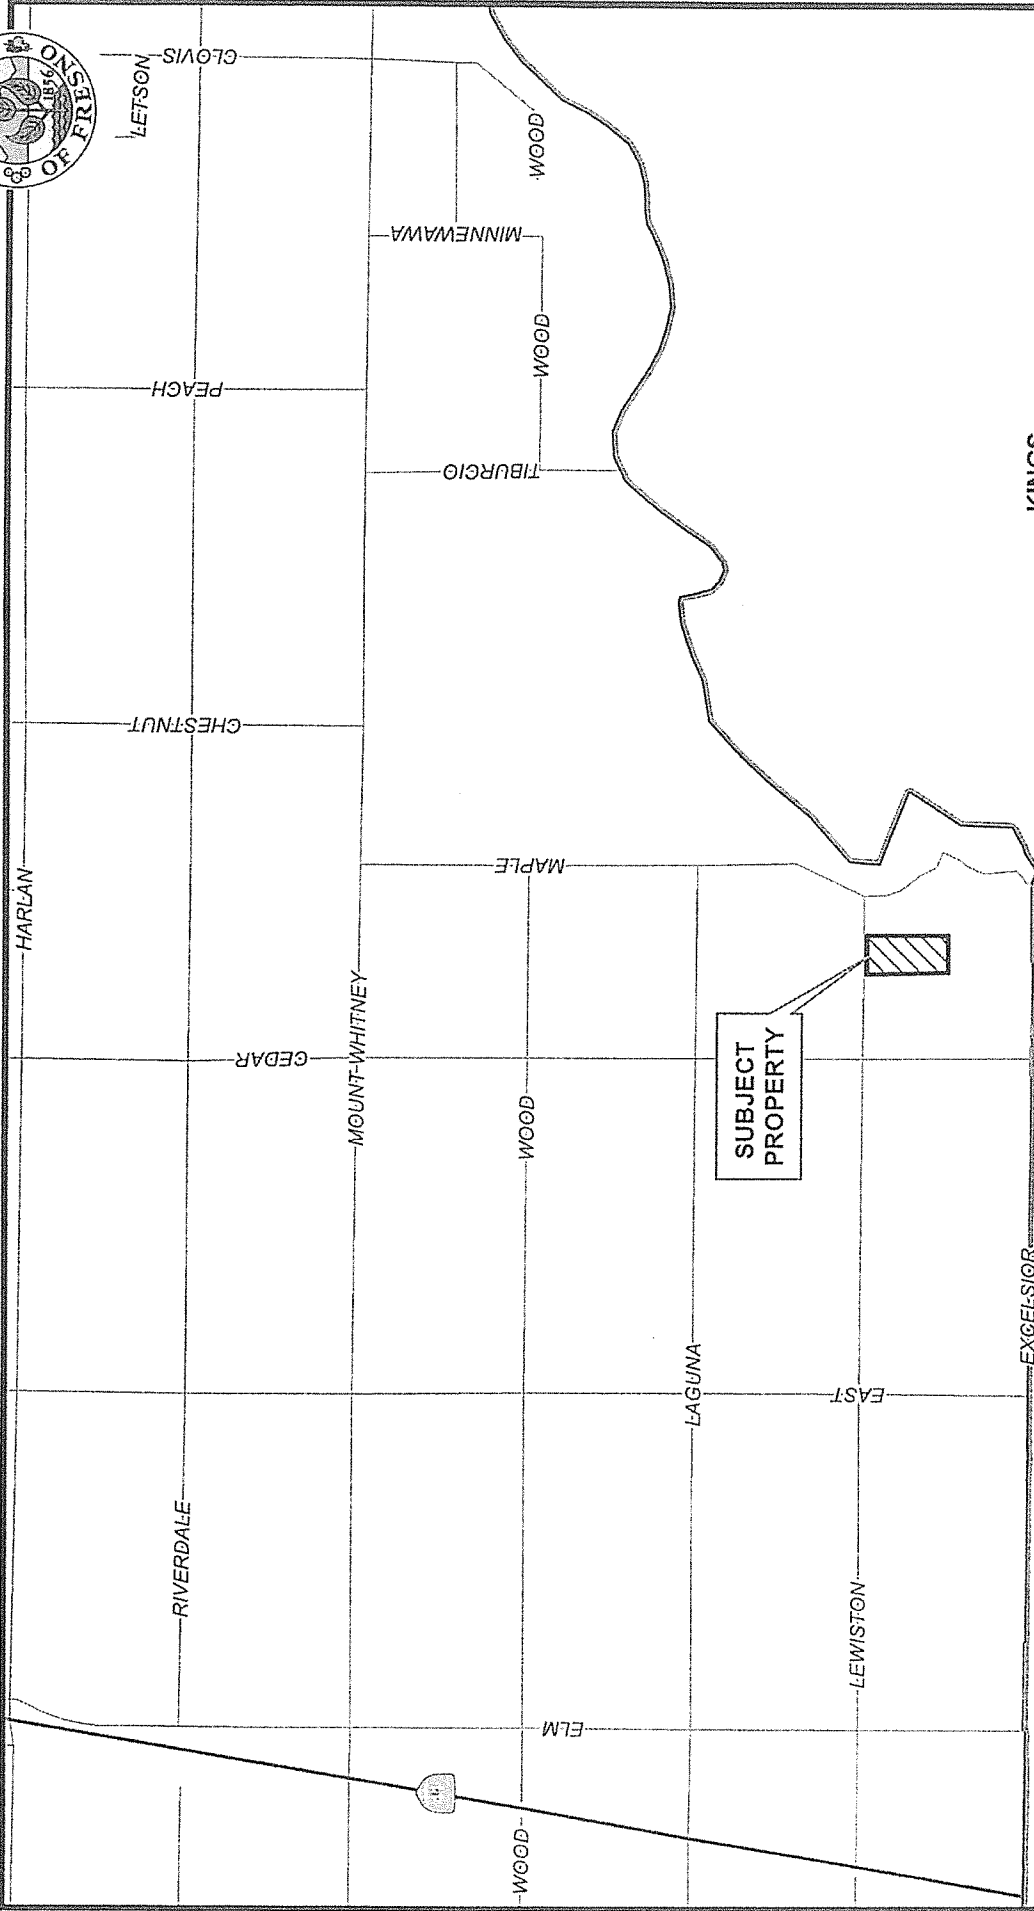 OF FRESNO
1856
HARLAN
LETSON
RIVERDALE
CHESTNUT
PEACH
CLOVIS
CEDAR
MOUNT WHITNEY
MINNEWAWA
TIBURCIO
MAPLE
WOOD
WOOD
WOOD
WOOD
ELM
LAGUNA
SUBJECT
PROPERTY
LEWISTON
EAST
EXCELSIOR
KINGS